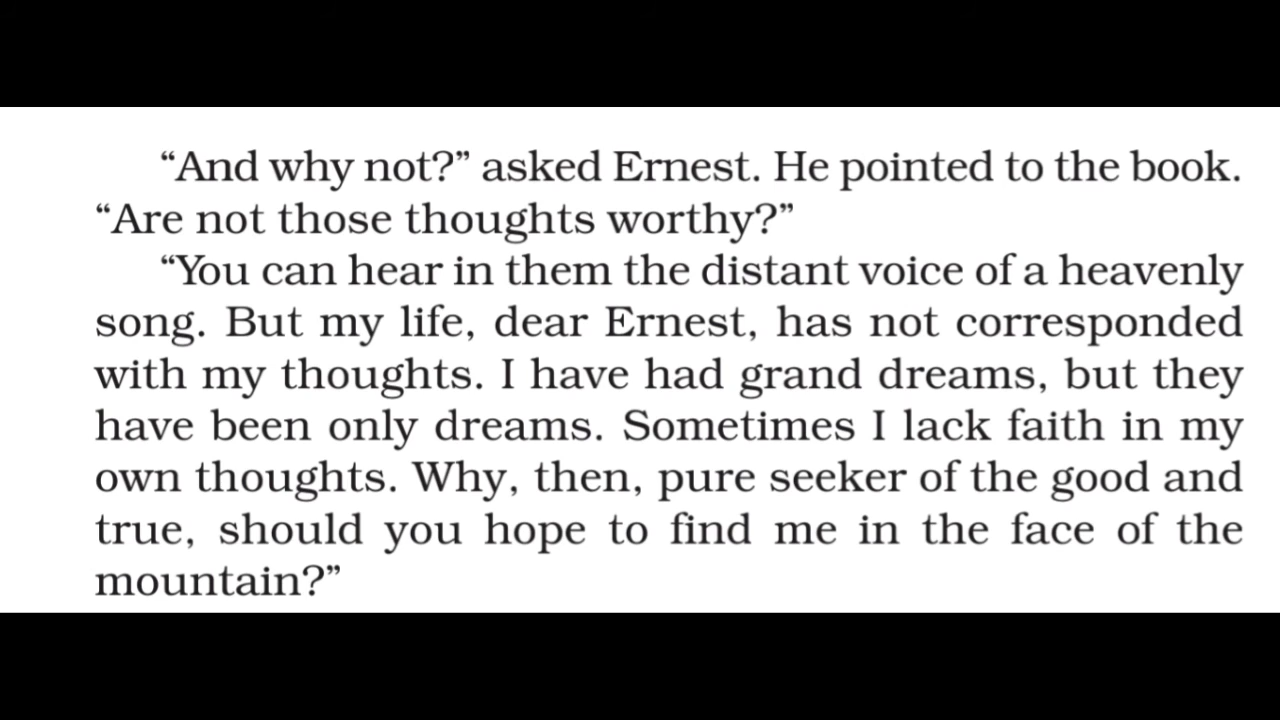 “And why not?” asked Ernest. He pointed to the book.
“Are not those thoughts worthy?”
“You can hear in them the distant voice of a heavenly
song. But my life, dear Ernest, has not corresponded
with my thoughts. I have had grand dreams, but they
have been only dreams. Sometimes I lack faith in my
own thoughts. Why, then, pure seeker of the good and
true, should you hope to find me in the face of the
mountain?”